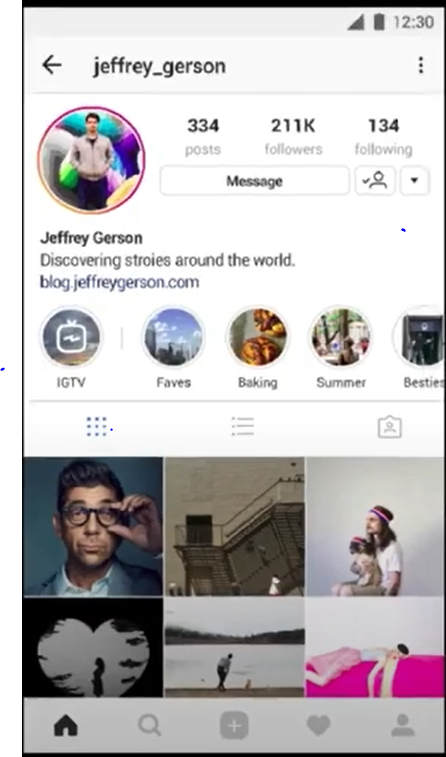 12:30
jeffrey_gerson
334 211K 134
posts followers following
Message
Jeffrey Gerson
Discovering stroies around the world.
blog.jeffreygerson.com
IGTV Faves Baking Summer Besties